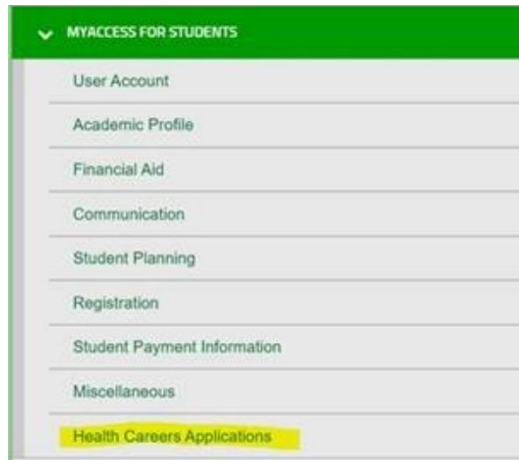 MYACCESS FOR STUDENTS
User Account
Academic Profile
Financial Aid
Communication
Student Planning
Registration
Student Payment Information
Miscellaneous
Health Careers Applications